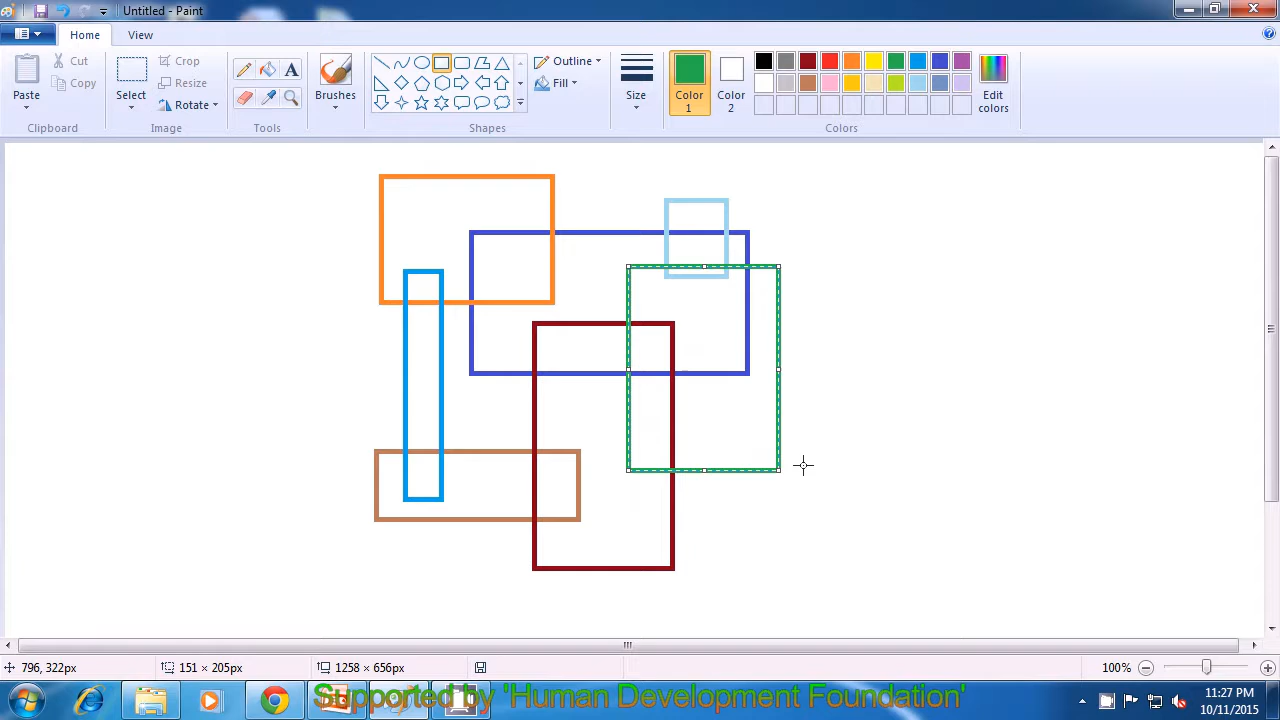 Untitled - Paint
Home View
Paste
Cut
Copy
Clipboard
Select
Crop
Resize
Rotate
Image
A
Tools
Brushes
Outline
Fill
Shapes
Size
Color 1
Color 2
Edit colors
Colors
796, 322px 151 × 205px 1258 × 656px 100%
Supported by 'Human Development Foundation'
11:27 PM
10/11/2015